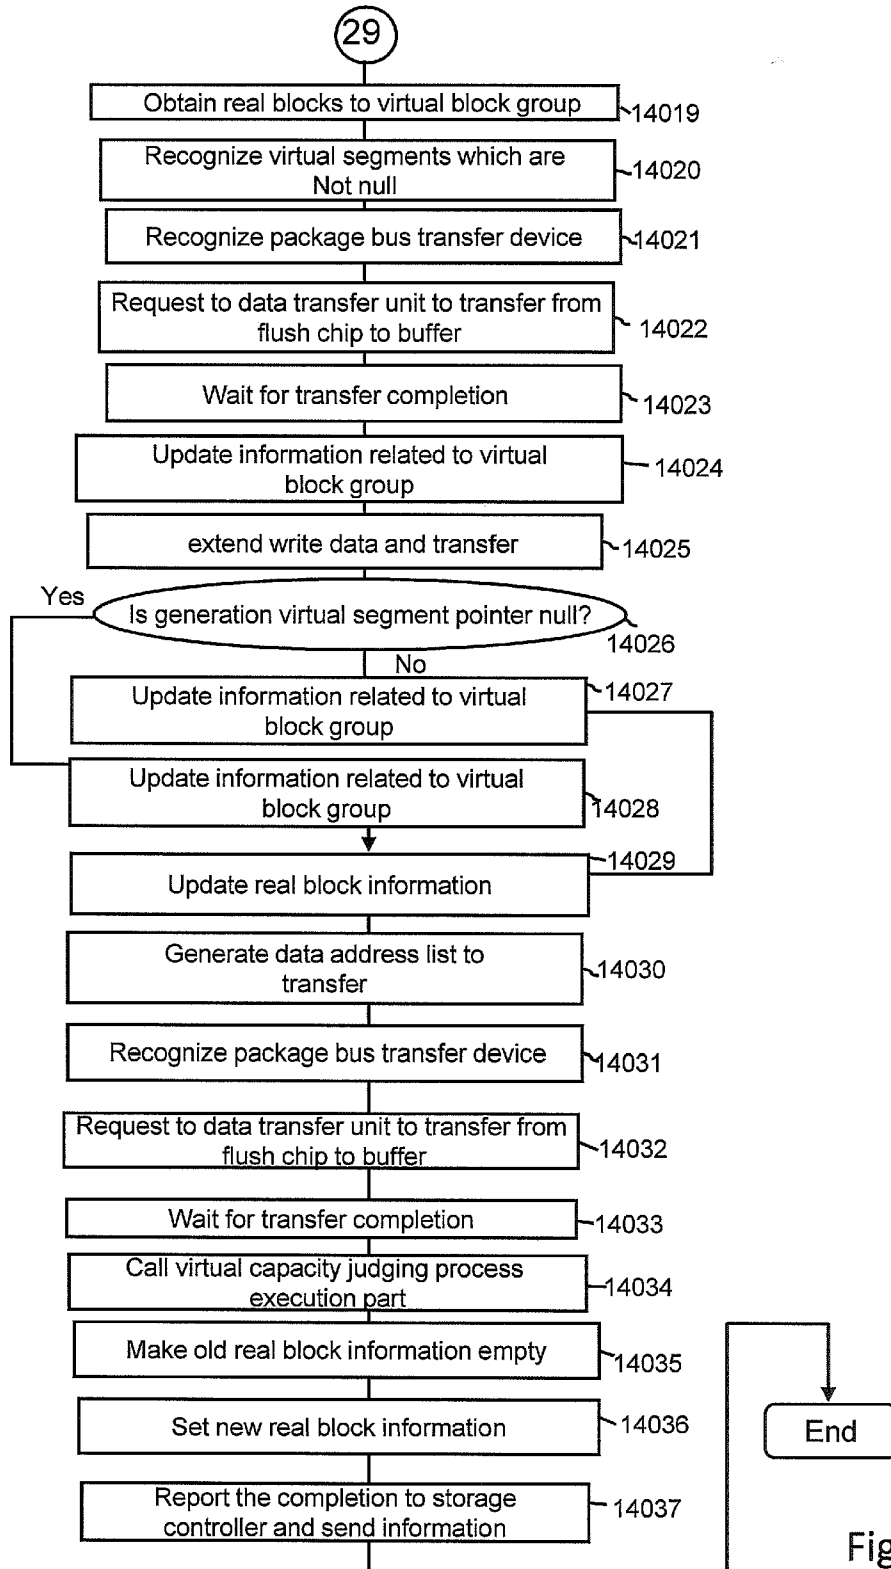 29
Obtain real blocks to virtual block group
14019
Recognize virtual segments which are
Not null
14020
Recognize package bus transfer device
14021
Request to data transfer unit to transfer from
flush chip to buffer
14022
Wait for transfer completion
14023
Update information related to virtual
block group
14024
extend write data and transfer
14025
Yes
Is generation virtual segment pointer null?
14026
No
Update information related to virtual
block group
14027
Update information related to virtual
block group
14028
Update real block information
14029
Generate data address list to
transfer
14030
Recognize package bus transfer device
14031
Request to data transfer unit to transfer from
flush chip to buffer
14032
Wait for transfer completion
14033
Call virtual capacity judging process
execution part
14034
Make old real block information empty
14035
Set new real block information
14036
End
Report the completion to storage
controller and send information
14037
Fig